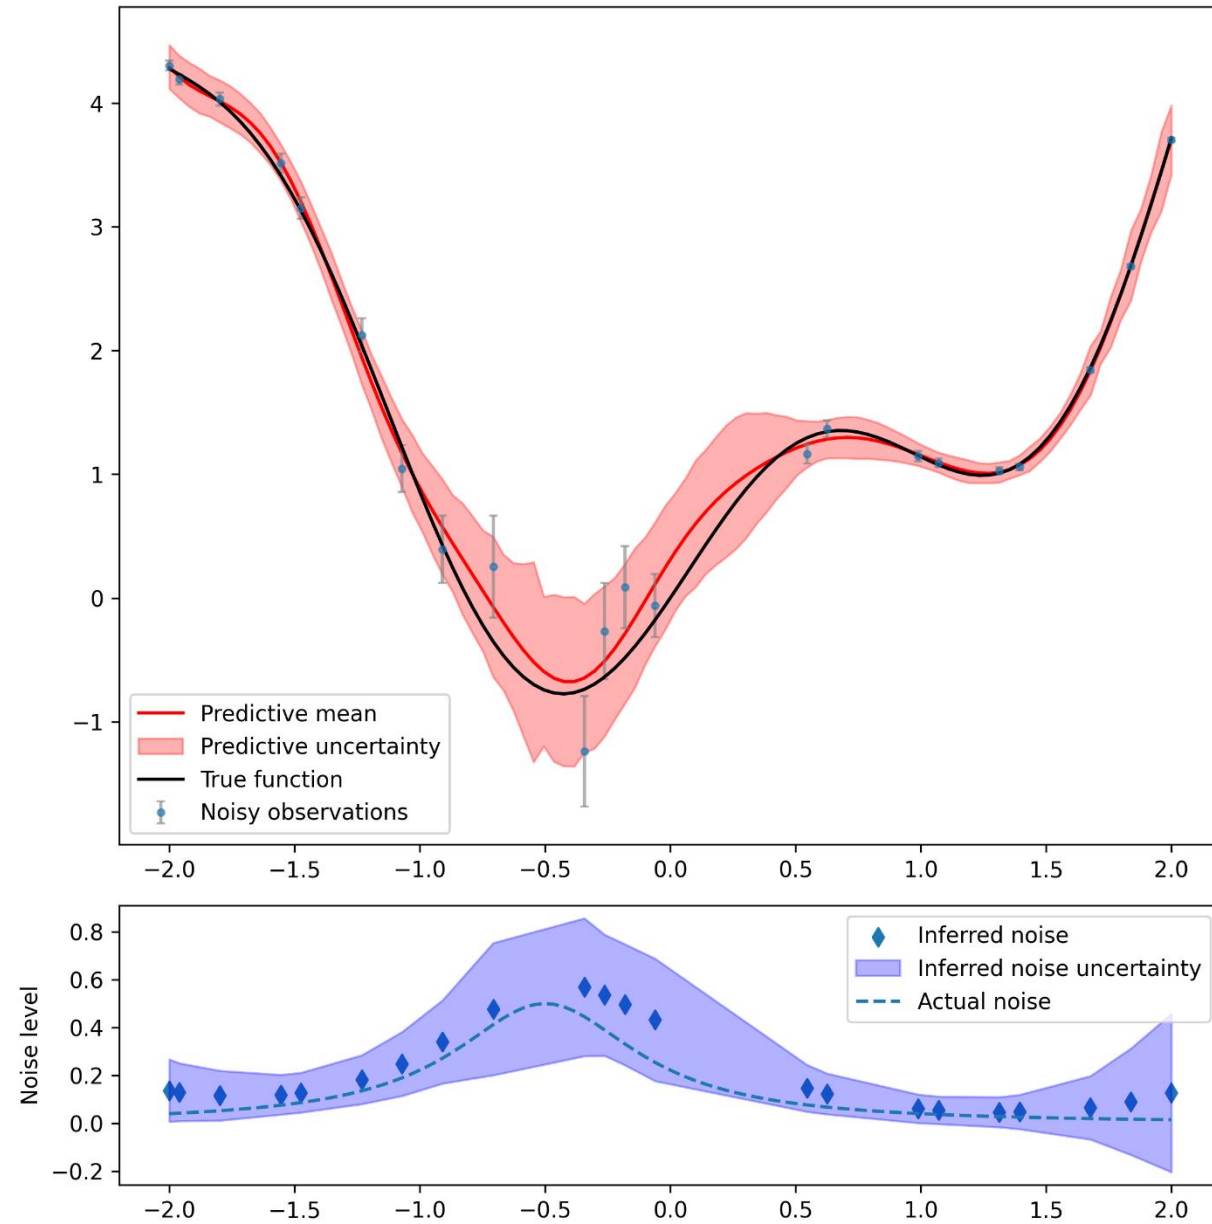 4
3
2
1
0
−1
Predictive mean
Predictive uncertainty
True function
Noisy observations
−2.0 −1.5 −1.0 −0.5 0.0 0.5 1.0 1.5 2.0
Noise level
0.8
0.6
0.4
0.2
0.0
−0.2
Inferred noise
Inferred noise uncertainty
Actual noise
−2.0 −1.5 −1.0 −0.5 0.0 0.5 1.0 1.5 2.0